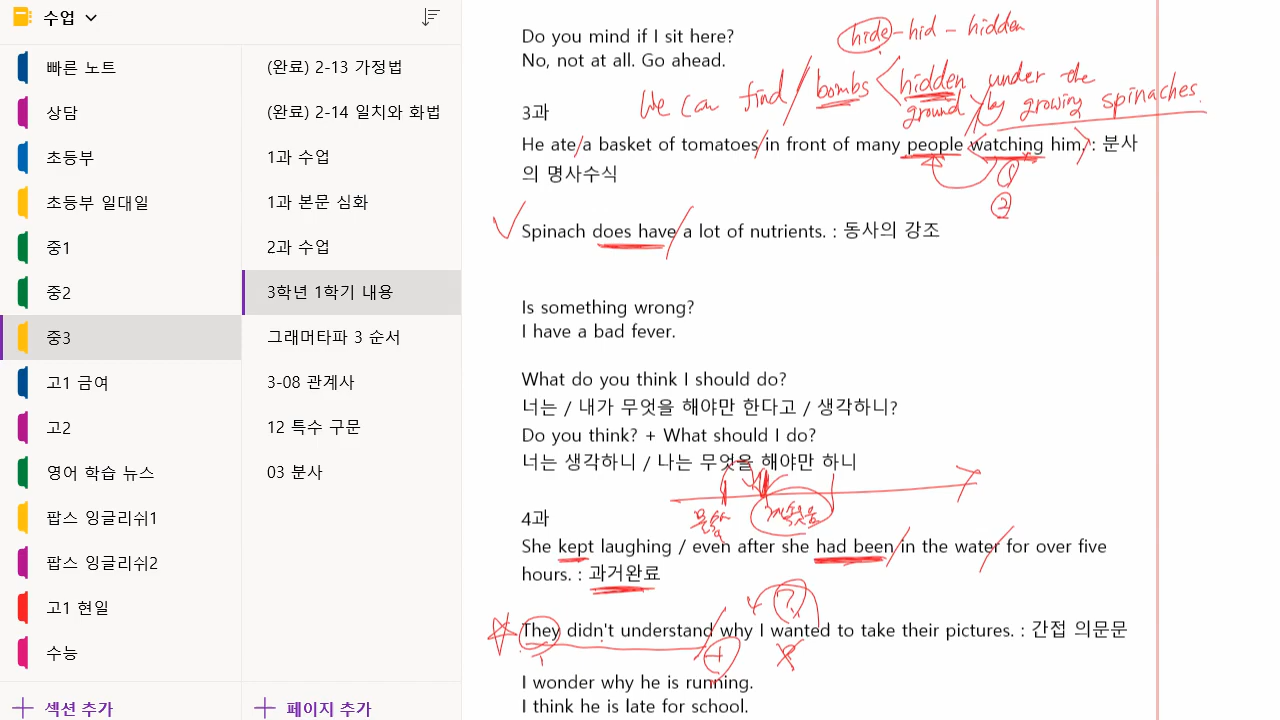 수업
빠른 노트
상담
초등부
초등부 일대일
중1
중2
중3
고1 금여
고2
영어 학습 뉴스
팝스 잉글리쉬1
팝스 잉글리쉬2
고1 현일
수능
섹션 추가
(완료) 2-13 가정법
(완료) 2-14 일치와 화법
1과 수업
1과 본문 심화
2과 수업
3학년 1학기 내용
그래머타파 3 순서
3-08 관계사
12 특수 구문
03 분사
페이지 추가
Do you mind if I sit here?
No, not at all. Go ahead.
hide - hid - hidden
We can find / bombs < hidden under the
ground / by growing spinaches.
3과
He ate a basket of tomatoes in front of many people watching him. : 분사
의 명사수식
①
②
Spinach does have a lot of nutrients. : 동사의 강조
Is something wrong?
I have a bad fever.
What do you think I should do?
너는 / 내가 무엇을 해야만 한다고 / 생각하니?
Do you think? + What should I do?
너는 생각하니 / 나는 무엇을 해야만 하니
4과
She kept laughing / even after she had been in the water for over five
hours. : 과거완료
?
They didn't understand why I wanted to take their pictures. : 간접 의문문
+
I wonder why he is running.
I think he is late for school.